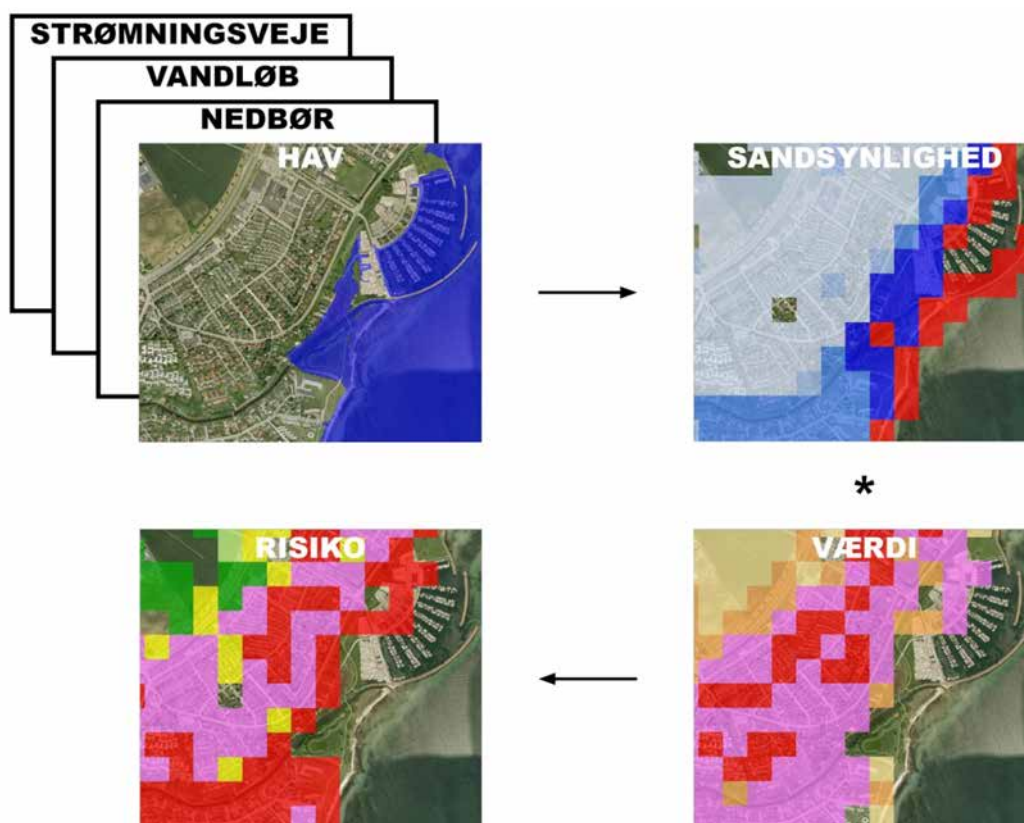 STRØMNINGSVEJE
VANDLØB
NEDBØR
HAV
SANDSYNLIGHED
*
RISIKO
VÆRDI